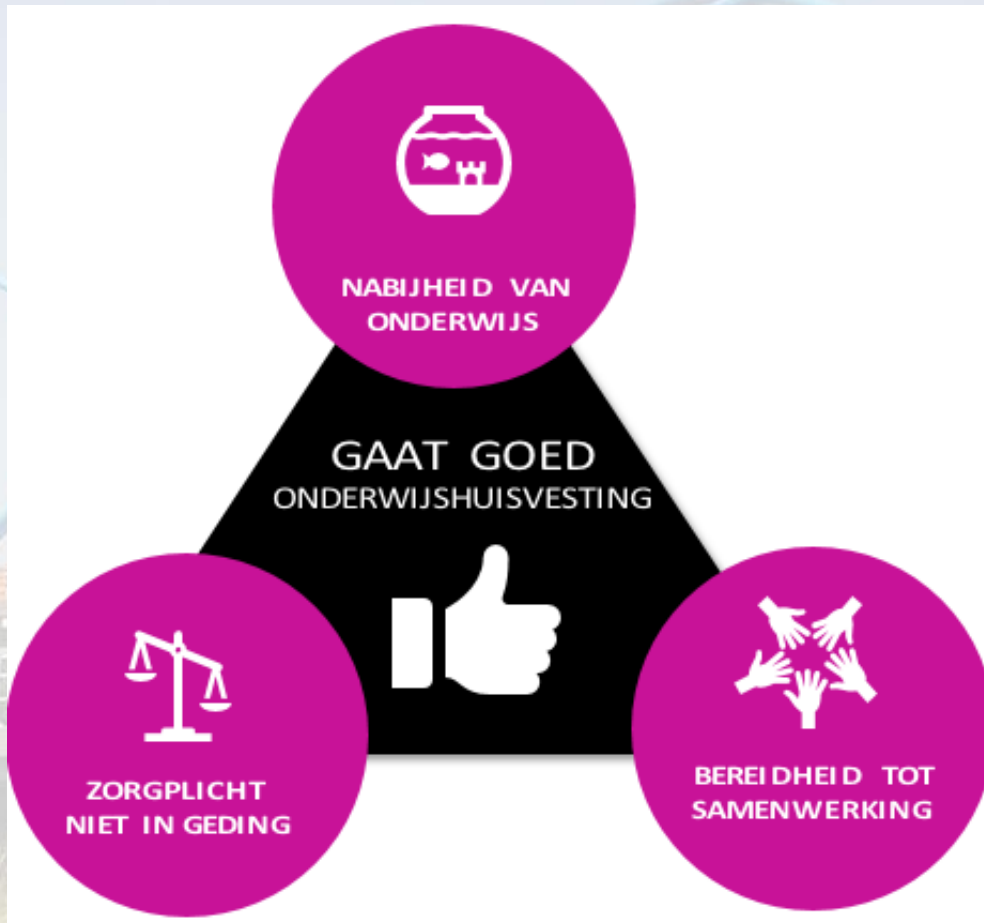 NABIJHEID VAN
ONDERWIJS
GAAT GOED
ONDERWIJSHUISVESTING
ZORGPLICHT
NIET IN GEDING
BEREIDHEID TOT
SAMENWERKING